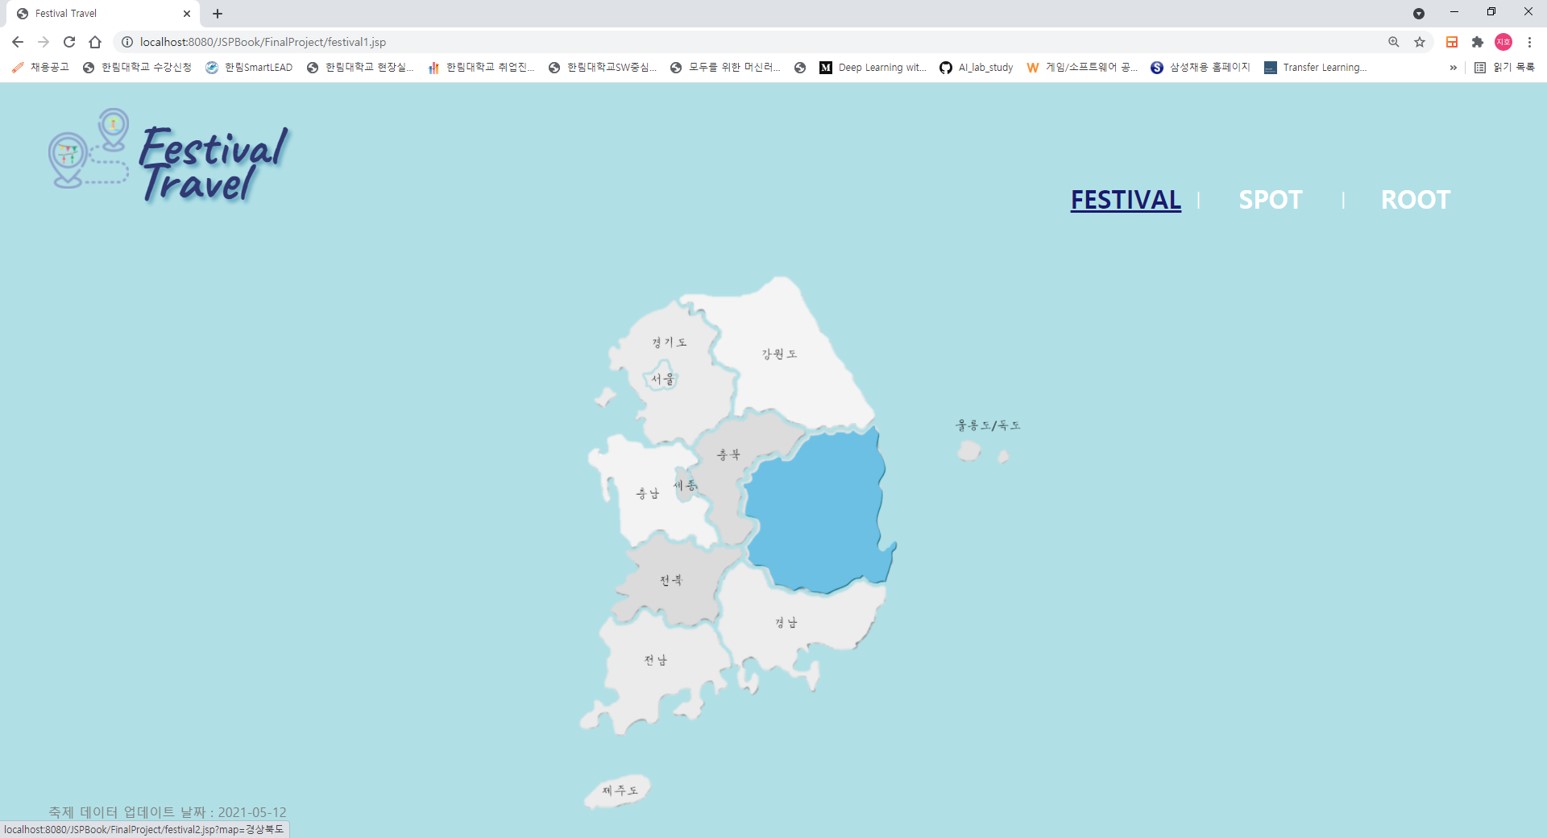 Festival Travel
localhost:8080/JSPBook/FinalProject/festival1.jsp
지호
채용공고
한림대학교 수강신청
한림SmartLEAD
한림대학교 현장실...
한림대학교 취업진...
한림대학교SW중심...
모두를 위한 머신러...
M
Deep Learning wit...
AI_lab_study
게임/소프트웨어 공...
삼성채용 홈페이지
Transfer Learning...
»
읽기 목록
Festival
Travel
FESTIVAL | SPOT | ROOT
경기도
강원도
서울
울릉도/독도
충북
세종
충남
전북
경남
전남
제주도
축제 데이터 업데이트 날짜 : 2021-05-12
localhost:8080/JSPBook/FinalProject/festival2.jsp?map=경상북도